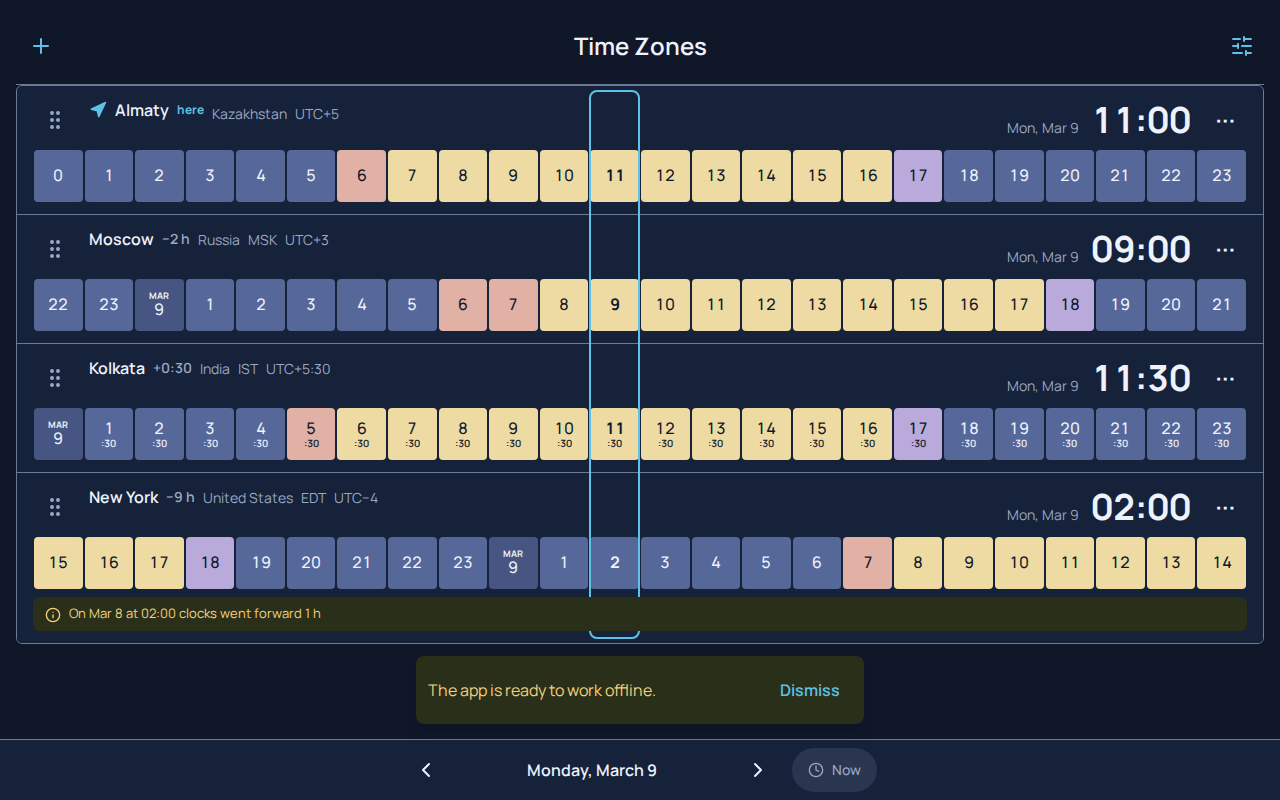 Time Zones
Almaty here Kazakhstan UTC+5
Mon, Mar 9 11:00
0 1 2 3 4 5 6 7 8 9 10 11 12 13 14 15 16 17 18 19 20 21 22 23
Moscow −2 h Russia MSK UTC+3
Mon, Mar 9 09:00
22 23 MAR 9 1 2 3 4 5 6 7 8 9 10 11 12 13 14 15 16 17 18 19 20 21
Kolkata +0:30 India IST UTC+5:30
Mon, Mar 9 11:30
MAR 9 1:30 2:30 3:30 4:30 5:30 6:30 7:30 8:30 9:30 10:30 11:30 12:30 13:30 14:30 15:30 16:30 17:30 18:30 19:30 20:30 21:30 22:30 23:30
New York −9 h United States EDT UTC−4
Mon, Mar 9 02:00
15 16 17 18 19 20 21 22 23 MAR 9 1 2 3 4 5 6 7 8 9 10 11 12 13 14
On Mar 8 at 02:00 clocks went forward 1 h
The app is ready to work offline. Dismiss
Monday, March 9 Now